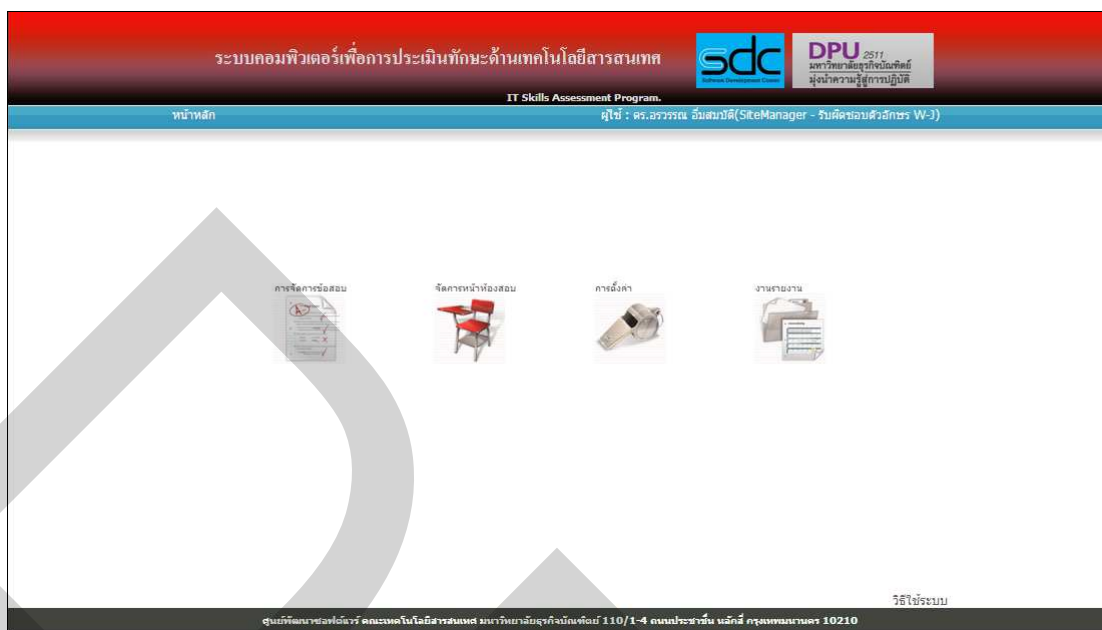 ระบบคอมพิวเตอร์เพื่อการประเมินทักษะด้านเทคโนโลยีสารสนเทศ
IT Skills Assessment Program.
sdc
Software Development Center
DPU 2511
มหาวิทยาลัยธุรกิจบัณฑิตย์
มุ่งนำความรู้สู่การปฏิบัติ
หน้าหลัก
ผู้ใช้ : ดร.อรวรรณ อิ่มสมบัติ(SiteManager - รับผิดชอบตัวอักษร W-J)
การจัดการข้อสอบ
จัดการหน้าห้องสอบ
การตั้งค่า
งานรายงาน
วิธีใช้ระบบ
ศูนย์พัฒนาซอฟต์แวร์ คณะเทคโนโลยีสารสนเทศ มหาวิทยาลัยธุรกิจบัณฑิตย์ 110/1-4 ถนนประชาชื่น หลักสี่ กรุงเทพมหานคร 10210